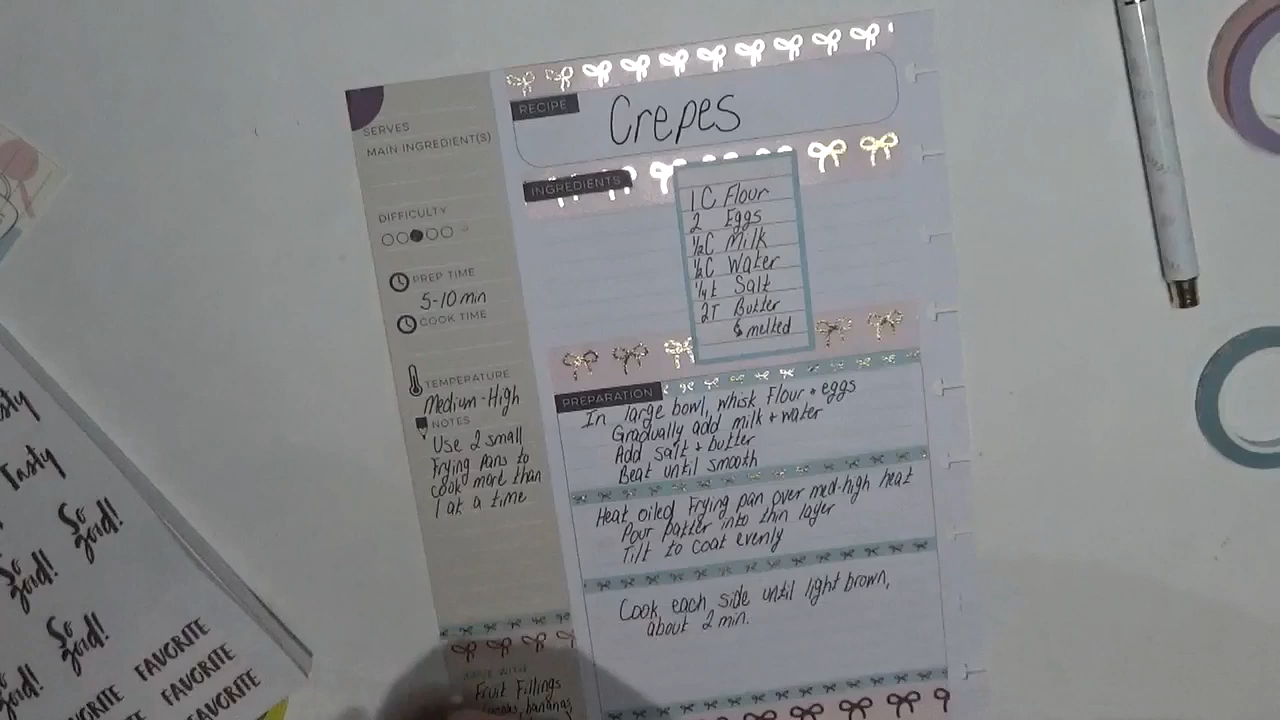 RECIPE
Crepes
SERVES
MAIN INGREDIENT(S)
DIFFICULTY
PREP TIME
5-10 min
COOK TIME
TEMPERATURE
Medium-High
NOTES
Use 2 small
Frying pans to
cook more than
1 at a time
Fruit Fillings
bananas,
INGREDIENTS
1 C Flour
2 Eggs
½C Milk
½C Water
¼t Salt
2T Butter
melted
PREPARATION
In large bowl, whisk Flour + eggs
Gradually add milk + water
Add salt + butter
Beat until smooth
Heat oiled Frying pan over med-high heat
Pour batter into thin layer
Tilt to coat evenly
Cook each side until light brown,
about 2 min.
Tasty
So good!
So good!
So good!
So good!
FAVORITE
FAVORITE
FAVORITE